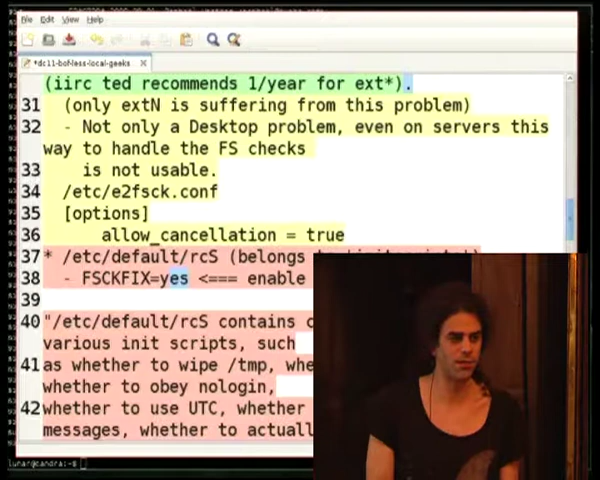 File Edit View Help
*dc11-boFless-local-geeks x
(iirc ted recommends 1/year for ext*).
31 (only extN is suffering from this problem)
32 - Not only a Desktop problem, even on servers this
way to handle the FS checks
33 is not usable.
34 /etc/e2fsck.conf
35 [options]
36 allow_cancellation = true
37 * /etc/default/rcS (belongs
38 - FSCKFIX=yes <=== enable
39
40 "/etc/default/rcS contains
various init scripts, such
41 as whether to wipe /tmp,
whether to obey nologin,
42 whether to use UTC, whether
messages, whether to
lunar@candra:~$